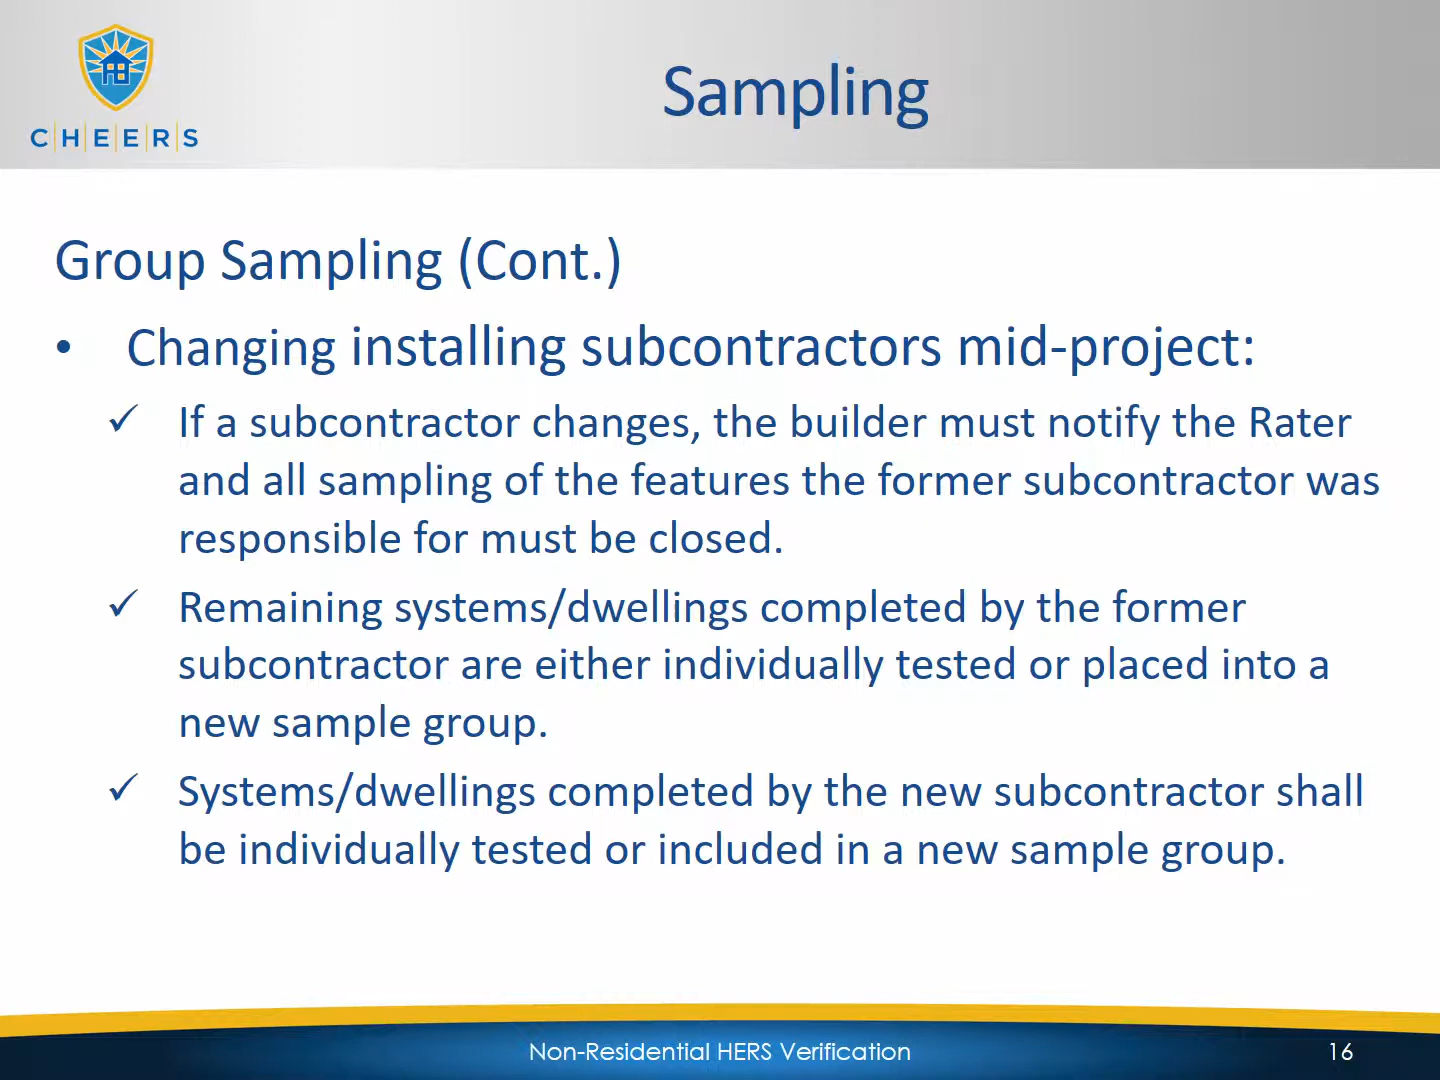 C|H|E|E|R|S
Sampling
Group Sampling (Cont.)
• Changing installing subcontractors mid-project:
✓ If a subcontractor changes, the builder must notify the Rater
and all sampling of the features the former subcontractor was
responsible for must be closed.
✓ Remaining systems/dwellings completed by the former
subcontractor are either individually tested or placed into a
new sample group.
✓ Systems/dwellings completed by the new subcontractor shall
be individually tested or included in a new sample group.
Non-Residential HERS Verification
16